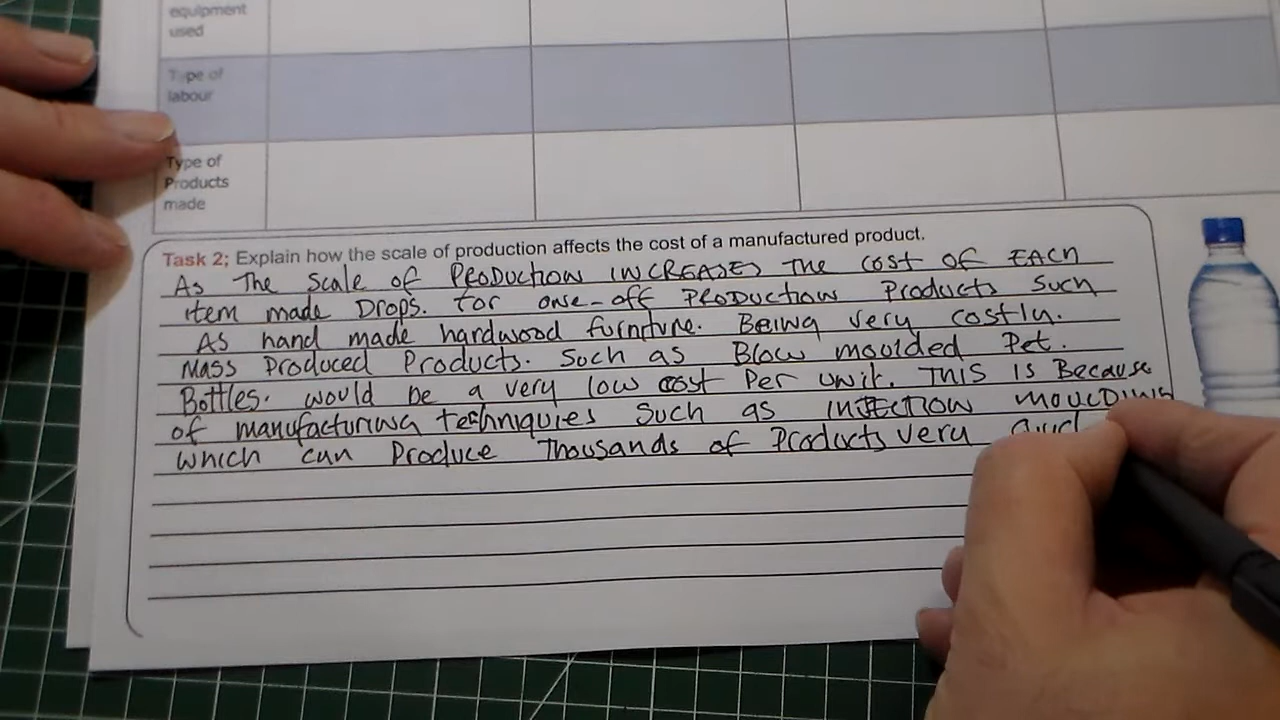 equipment
used
Type of
labour
Type of
Products
made
Task 2; Explain how the scale of production affects the cost of a manufactured product.
As The Scale of PRODUCTION INCREASES THE COST OF EACH
item made Drops. for one-off PRODUCTION Products Such
As hand made hardwood furniture. Being very costly.
Mass Produced Products. Such as Blow moulded Pet.
Bottles. would be a very low cost Per unit. THIS IS Because
of manufacturing techniquies Such as INJECTION MOULDING
which can Produce Thousands of Products very